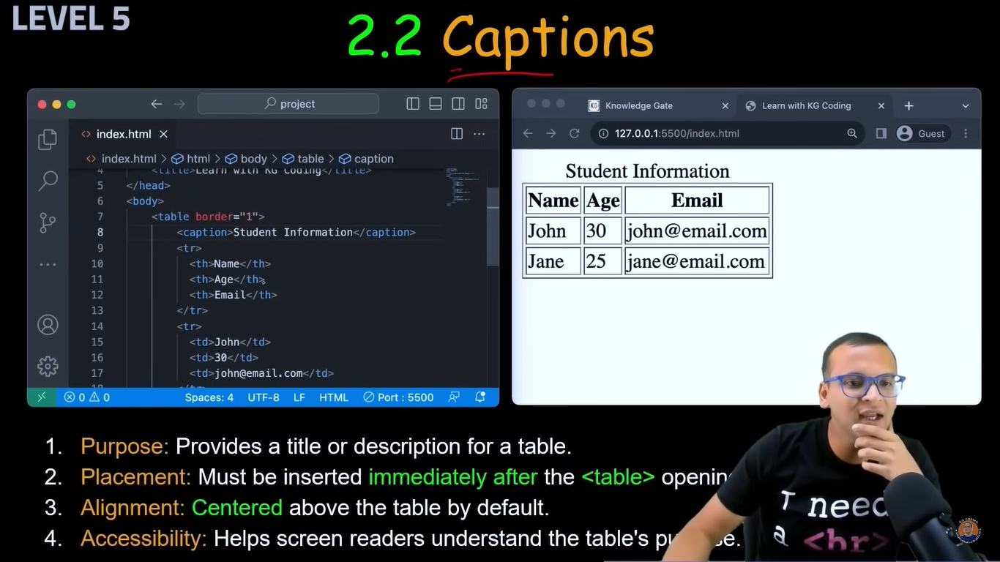 LEVEL 5
2.2 Captions
project
index.html
index.html > html > body > table > caption
4 <title>Learn with KG Coding</title>
5 </head>
6 <body>
7 <table border="1">
8 <caption>Student Information</caption>
9 <tr>
10 <th>Name</th>
11 <th>Age</th>
12 <th>Email</th>
13 </tr>
14 <tr>
15 <td>John</td>
16 <td>30</td>
17 <td>john@email.com</td>
18 </tr>
0 0 Spaces: 4 UTF-8 LF HTML Port : 5500
KG Knowledge Gate
Learn with KG Coding
127.0.0.1:5500/index.html
Guest
Student Information
Name Age Email
John 30 john@email.com
Jane 25 jane@email.com
1. Purpose: Provides a title or description for a table.
2. Placement: Must be inserted immediately after the <table>
3. Alignment: Centered above the table by default.
4. Accessibility: Helps screen readers understand the table's
I need
a <br>